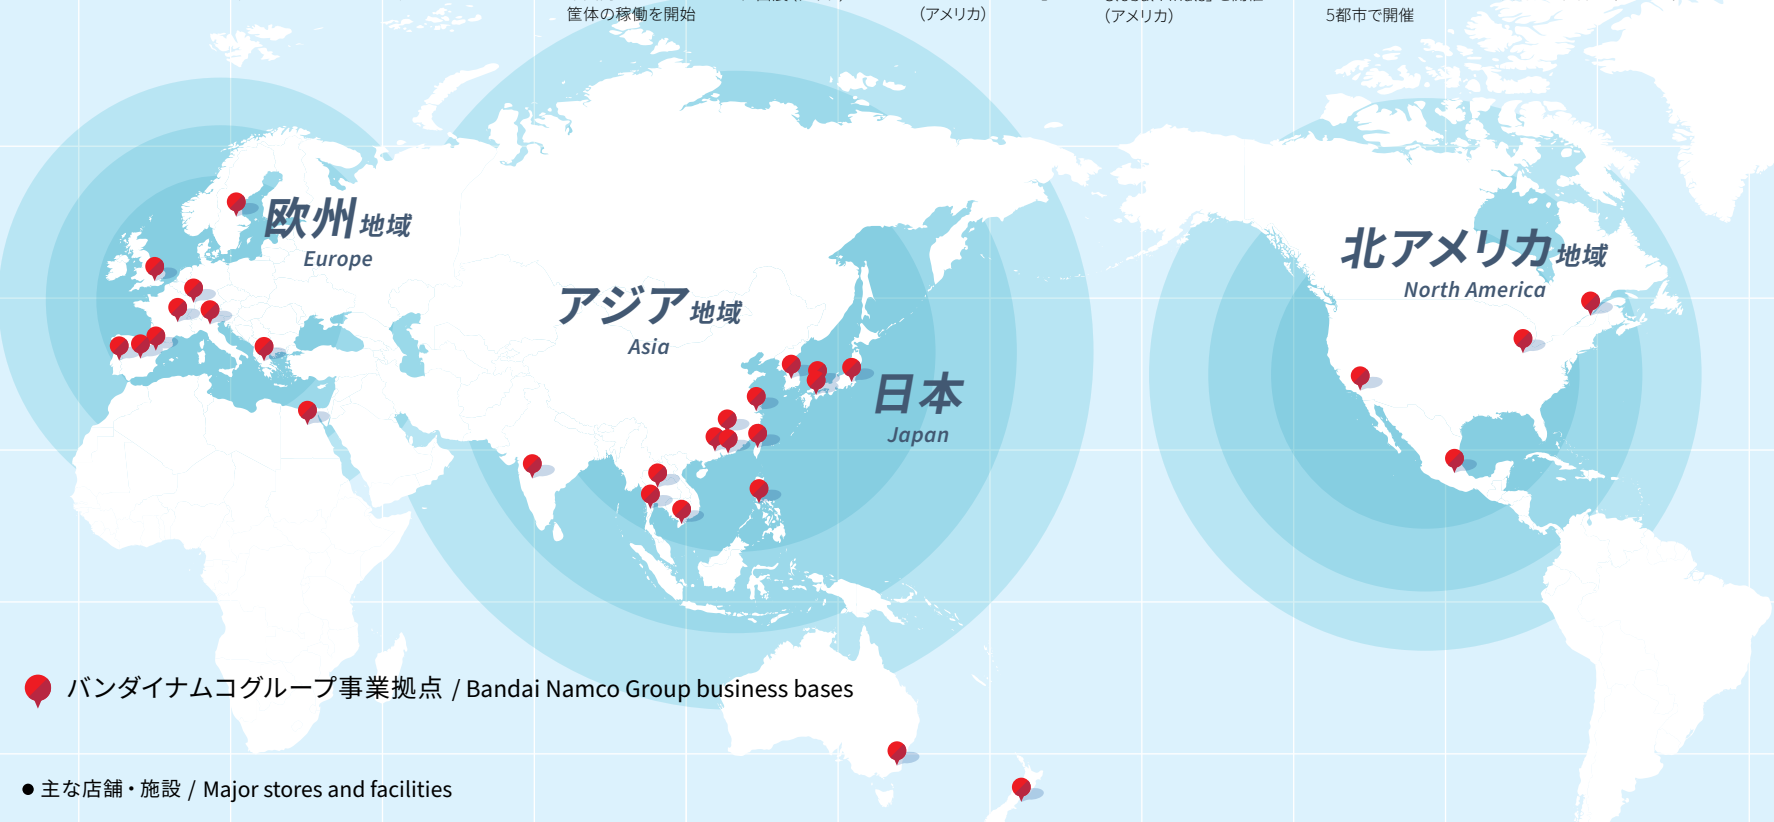 筐体の稼働を開始
（アメリカ）
（アメリカ）
5都市で開催
欧州地域
Europe
アジア地域
Asia
日本
Japan
北アメリカ地域
North America
バンダイナムコグループ事業拠点 / Bandai Namco Group business bases
● 主な店舗・施設 / Major stores and facilities